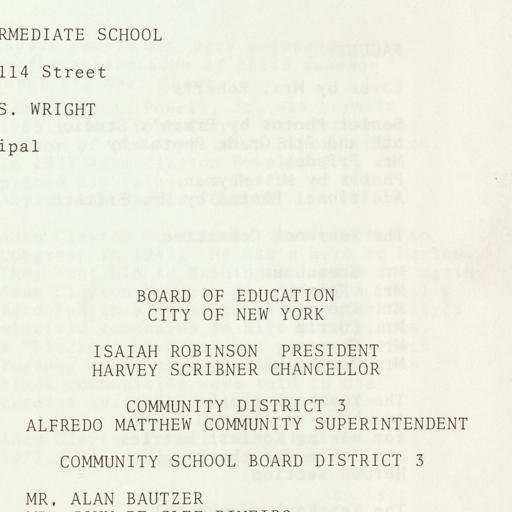 RMEDIATE SCHOOL
114 Street
S. WRIGHT
ipal
BOARD OF EDUCATION
CITY OF NEW YORK
ISAIAH ROBINSON PRESIDENT
HARVEY SCRIBNER CHANCELLOR
COMMUNITY DISTRICT 3
ALFREDO MATTHEW COMMUNITY SUPERINTENDENT
COMMUNITY SCHOOL BOARD DISTRICT 3
MR. ALAN BAUTZER